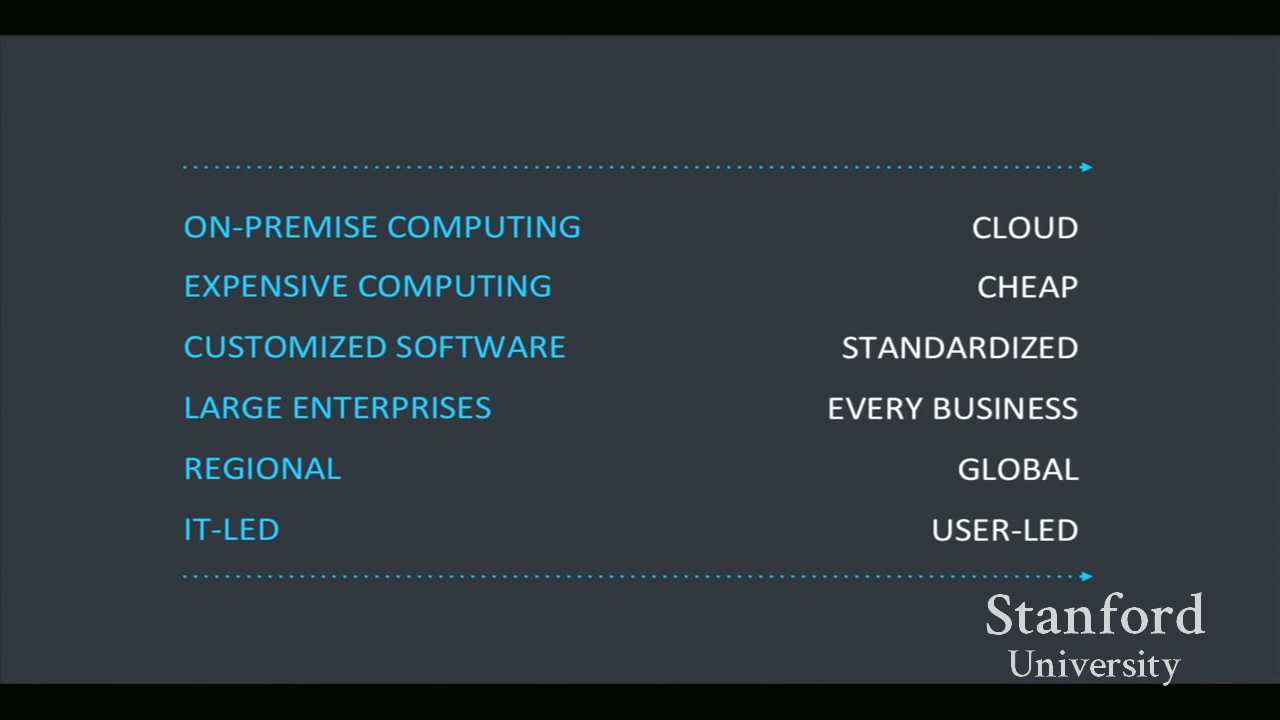 ON-PREMISE COMPUTING CLOUD
EXPENSIVE COMPUTING CHEAP
CUSTOMIZED SOFTWARE STANDARDIZED
LARGE ENTERPRISES EVERY BUSINESS
REGIONAL GLOBAL
IT-LED USER-LED
Stanford
University